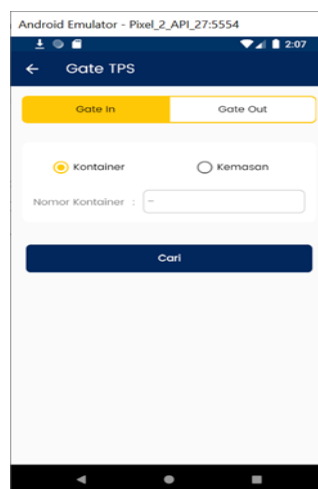 Android Emulator - Pixel_2_API_27:5554
2:07
Gate TPS
Gate In Gate Out
Kontainer Kemasan
Nomor Kontainer : -
Cari